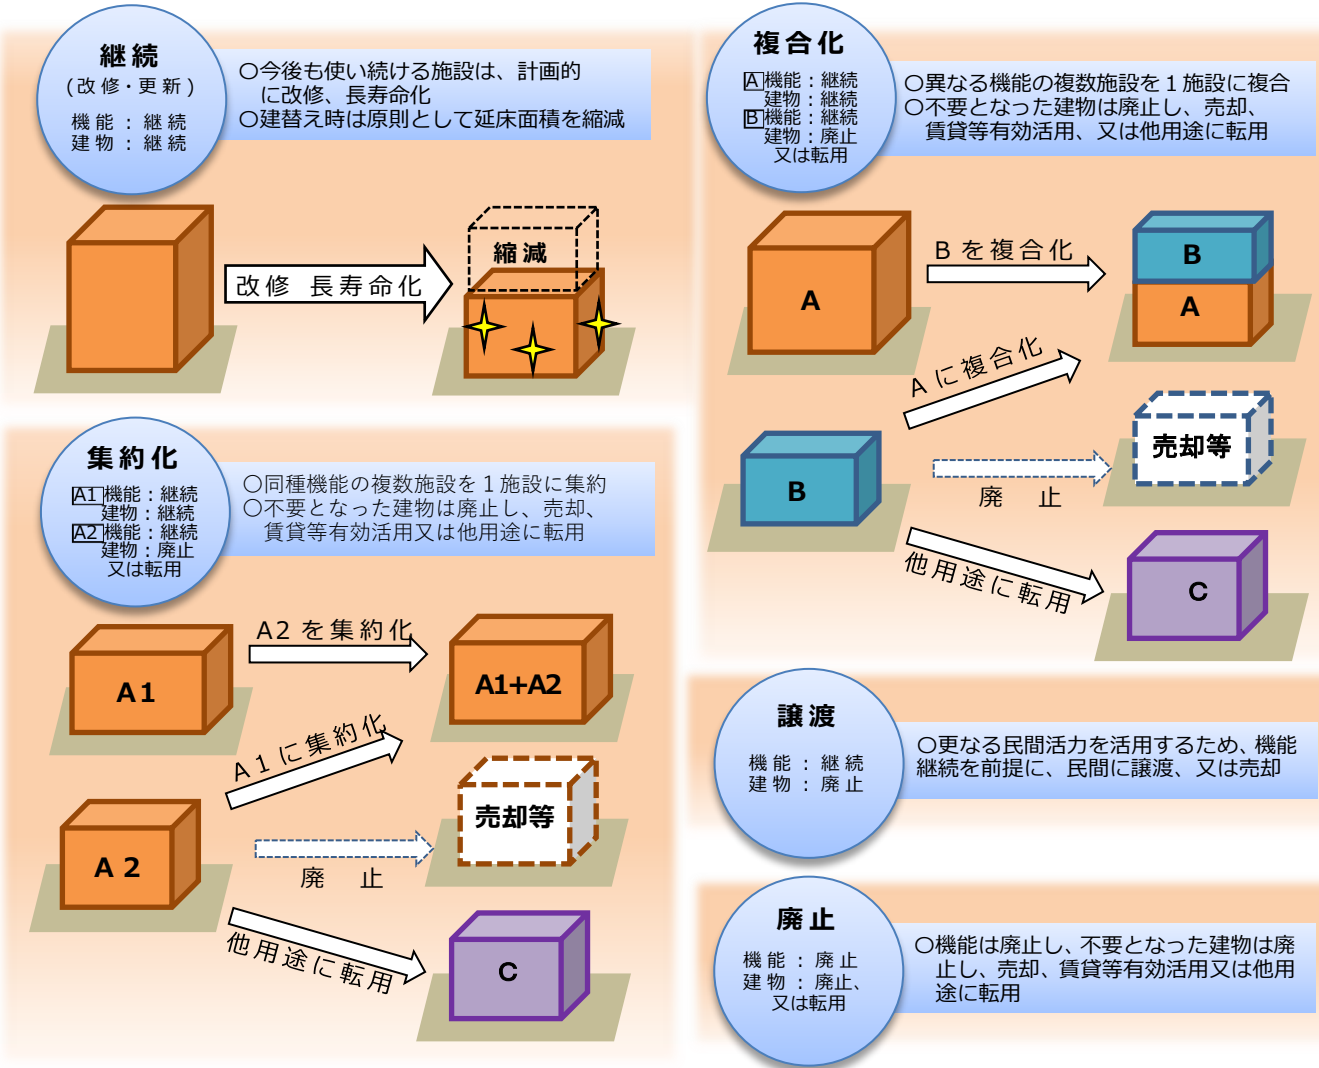 継続
(改修・更新)
機能：継続
建物：継続
○今後も使い続ける施設は、計画的
に改修、長寿命化
○建替え時は原則として延床面積を縮減
改修 長寿命化
縮減
集約化
A1機能：継続
建物：継続
A2機能：継続
建物：廃止
又は転用
○同種機能の複数施設を１施設に集約
○不要となった建物は廃止し、売却、
賃貸等有効活用又は他用途に転用
A1
A2を集約化
A1+A2
A1に集約化
A2
廃 止
売却等
他用途に転用
C
複合化
A機能：継続
建物：継続
B機能：継続
建物：廃止
又は転用
○異なる機能の複数施設を１施設に複合
○不要となった建物は廃止し、売却、
賃貸等有効活用、又は他用途に転用
A
Bを複合化
B
A
Aに複合化
B
廃 止
売却等
他用途に転用
C
譲渡
機能：継続
建物：廃止
○更なる民間活力を活用するため、機能
継続を前提に、民間に譲渡、又は売却
廃止
機能：廃止
建物：廃止、
又は転用
○機能は廃止し、不要となった建物は廃
止し、売却、賃貸等有効活用又は他用
途に転用